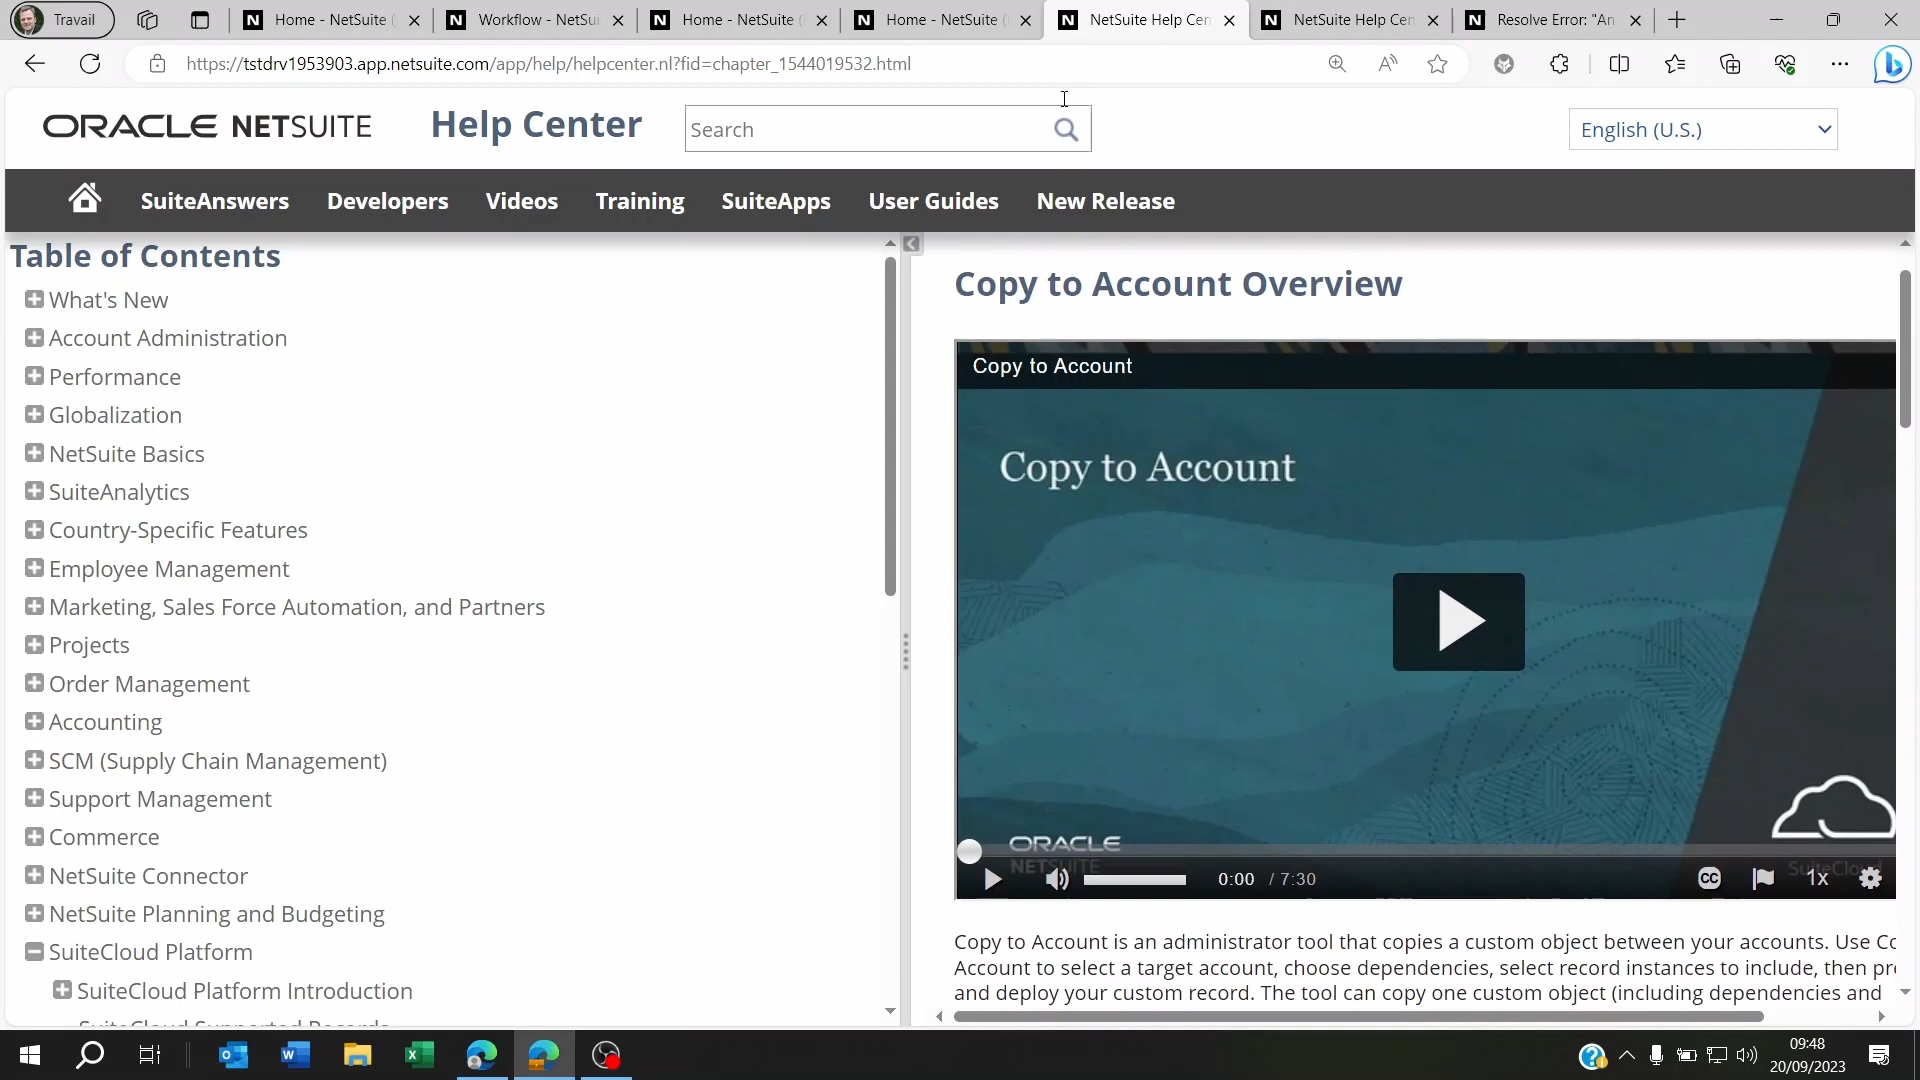 Travail
Home - NetSuite (
Workflow - NetSui
Home - NetSuite (
Home - NetSuite (
NetSuite Help Cen
NetSuite Help Cen
Resolve Error: "An
https://tstdrv1953903.app.netsuite.com/app/help/helpcenter.nl?fid=chapter_1544019532.html
ORACLE NETSUITE
Help Center
Search
English (U.S.)
SuiteAnswers
Developers
Videos
Training
SuiteApps
User Guides
New Release
Table of Contents
What's New
Account Administration
Performance
Globalization
NetSuite Basics
SuiteAnalytics
Country-Specific Features
Employee Management
Marketing, Sales Force Automation, and Partners
Projects
Order Management
Accounting
SCM (Supply Chain Management)
Support Management
Commerce
NetSuite Connector
NetSuite Planning and Budgeting
SuiteCloud Platform
SuiteCloud Platform Introduction
SuiteCloud Supported Records
Copy to Account Overview
Copy to Account
Copy to Account
ORACLE
NETSUITE
SuiteCloud
0:00 / 7:30
CC
1x
Copy to Account is an administrator tool that copies a custom object between your accounts. Use Co
Account to select a target account, choose dependencies, select record instances to include, then pre
and deploy your custom record. The tool can copy one custom object (including dependencies and
09:48
20/09/2023